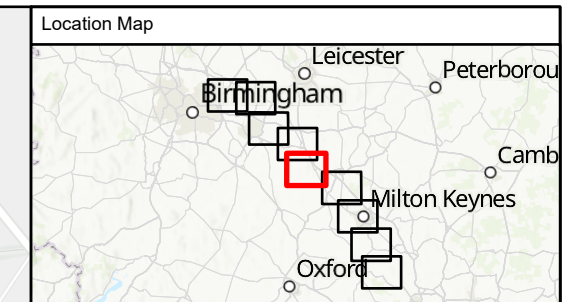 Location Map
Leicester
Peterborou
Birmingham
Camb
Milton Keynes
Oxford